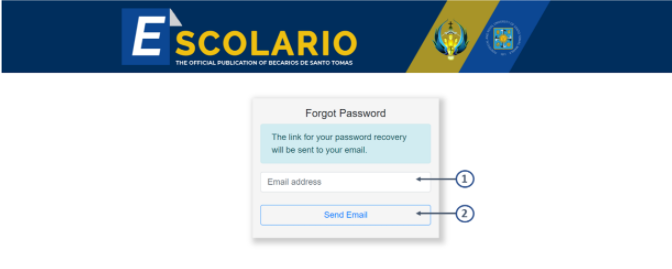 ESCOLARIO
THE OFFICIAL PUBLICATION OF BECARIOS DE SANTO TOMAS
Forgot Password
The link for your password recovery
will be sent to your email.
Email address
1
Send Email
2